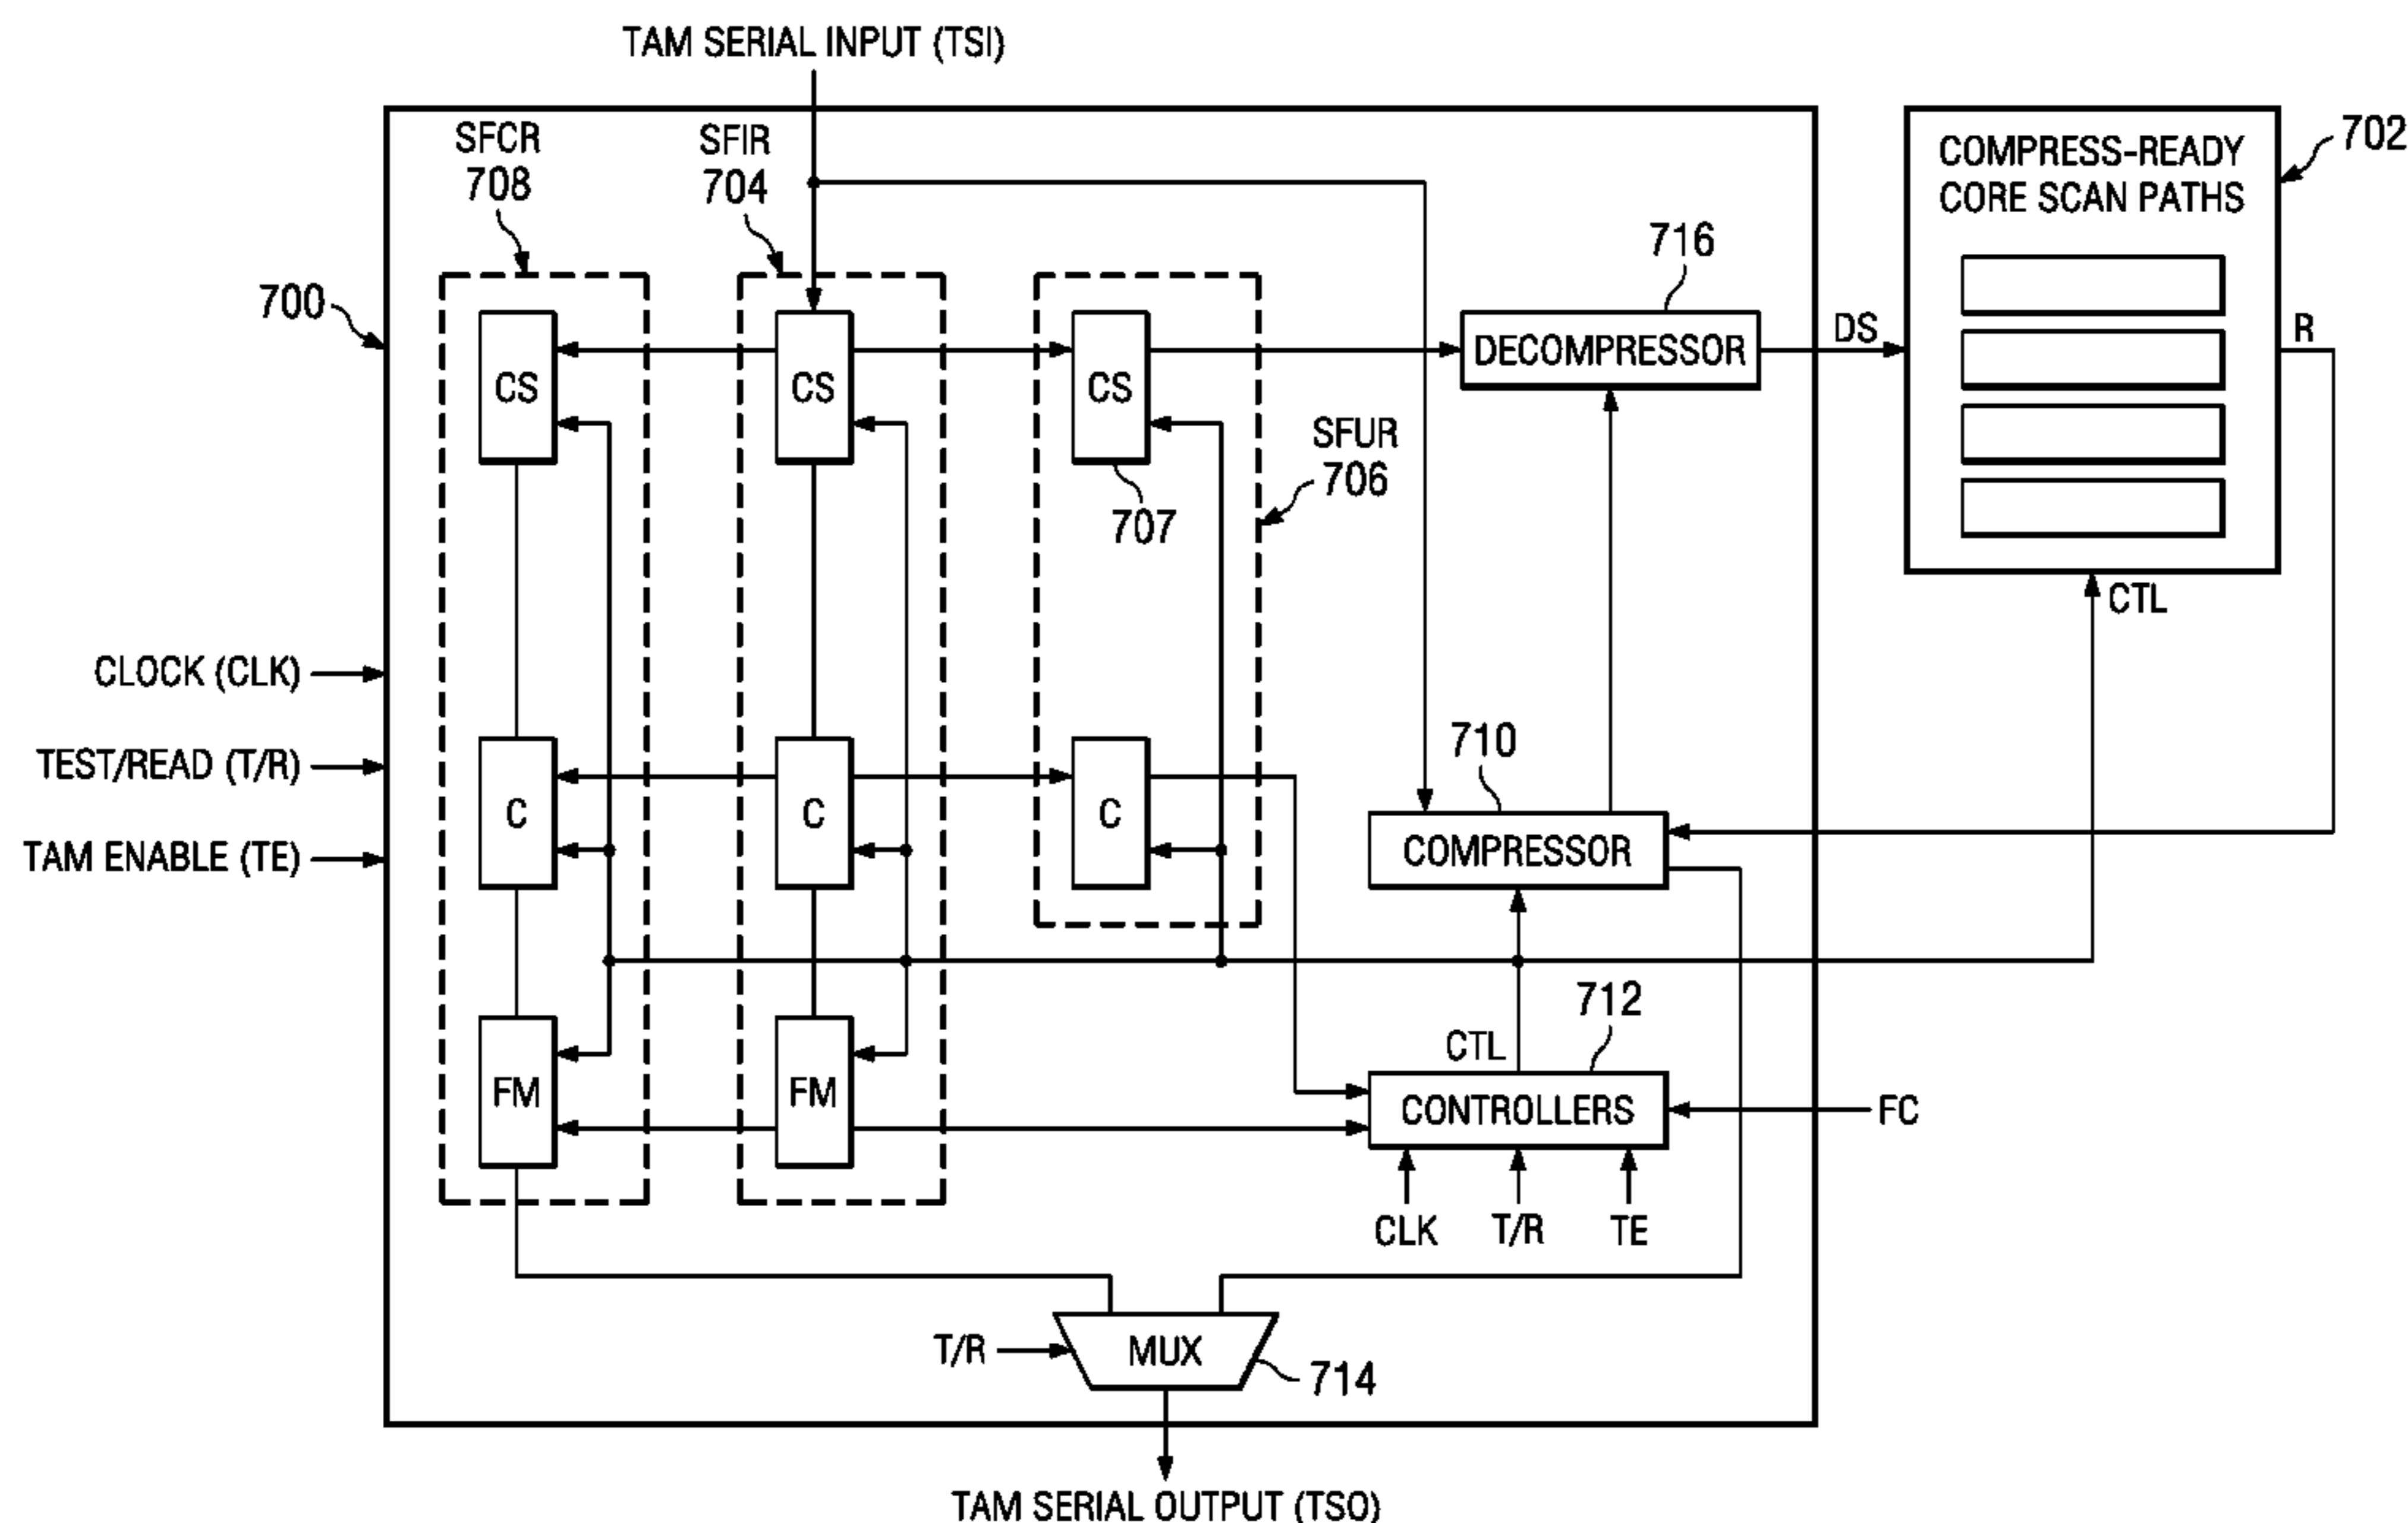 TAM SERIAL INPUT (TSI)
SFCR
708
SFIR
704
COMPRESS-READY
CORE SCAN PATHS
702
716
700
CS
CS
CS
DECOMPRESSOR
DS
R
SFUR
706
707
CTL
CLOCK (CLK)
TEST/READ (T/R)
TAM ENABLE (TE)
710
C
C
C
COMPRESSOR
712
CTL
FM
FM
CONTROLLERS
FC
CLK
T/R
TE
T/R
MUX
714
TAM SERIAL OUTPUT (TSO)